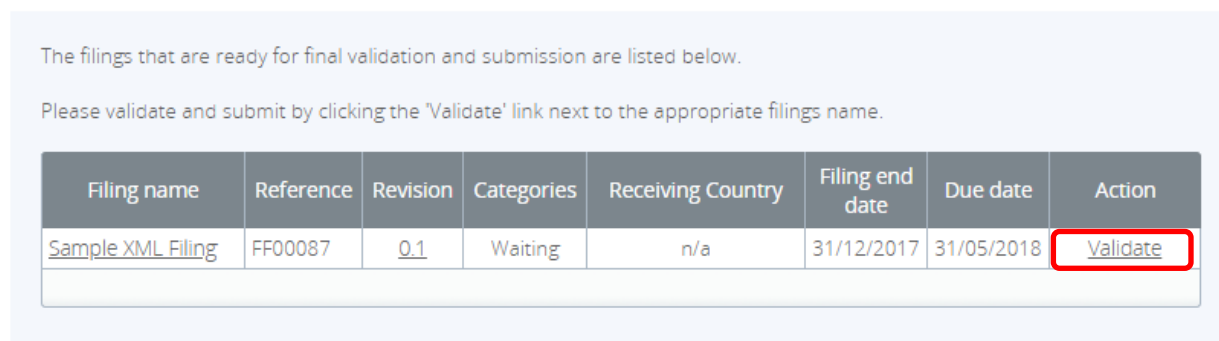 The filings that are ready for final validation and submission are listed below.
Please validate and submit by clicking the 'Validate' link next to the appropriate filings name.
Filing name Reference Revision Categories Receiving Country Filing end date Due date Action
Sample XML Filing FF00087 0.1 Waiting n/a 31/12/2017 31/05/2018 Validate